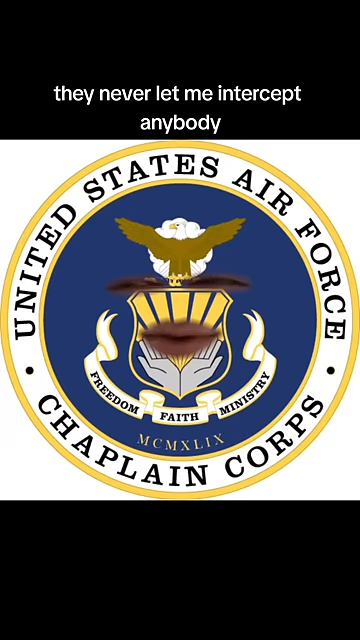 they never let me intercept
anybody
UNITED STATES AIR FORCE
FREEDOM FAITH MINISTRY
MCMXLIX
• CHAPLAIN CORPS •